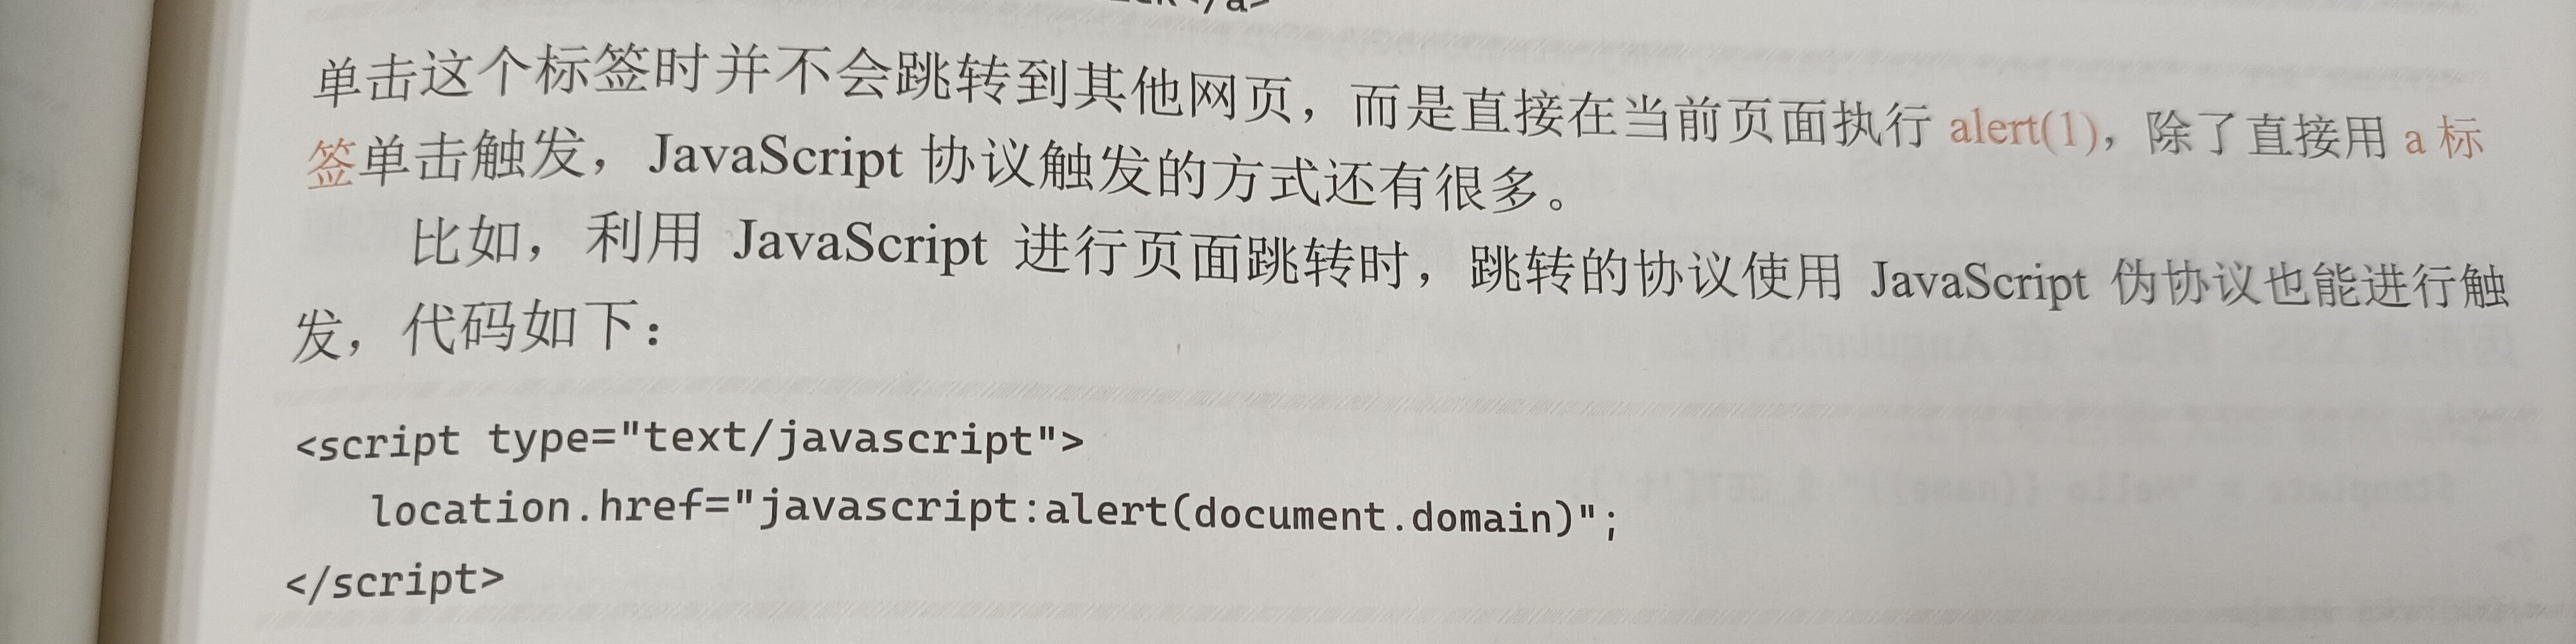 </a>
单击这个标签时并不会跳转到其他网页，而是直接在当前页面执行 alert(1)，除了直接用 a 标
签单击触发，JavaScript 协议触发的方式还有很多。
比如，利用 JavaScript 进行页面跳转时，跳转的协议使用 JavaScript 伪协议也能进行触
发，代码如下：
<script type="text/javascript">
location.href="javascript:alert(document.domain)";
</script>